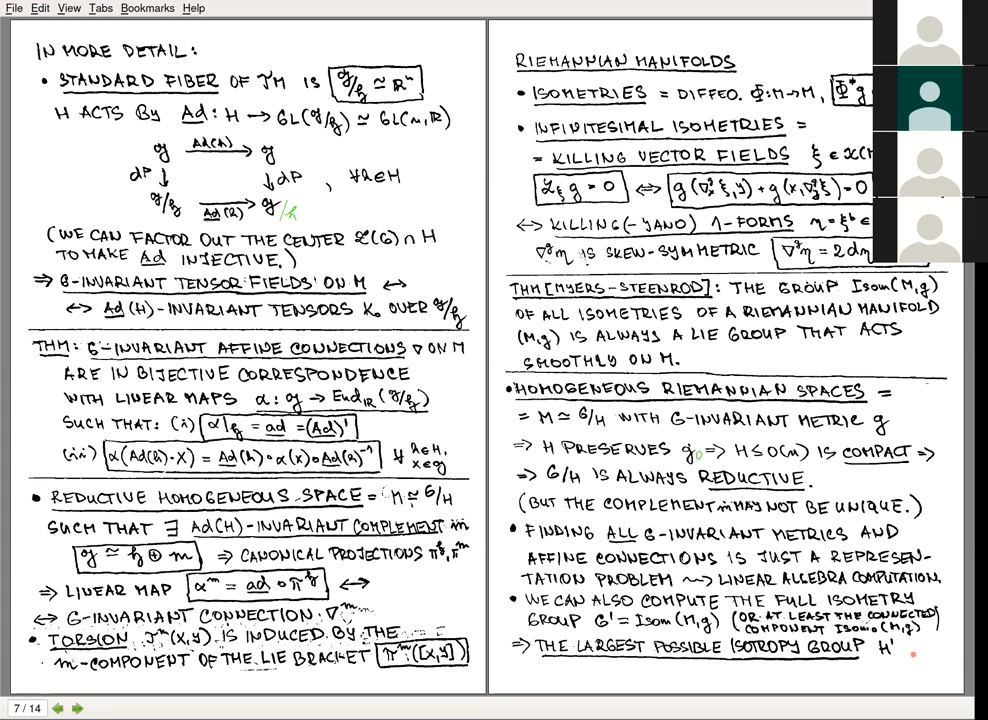 File Edit View Tabs Bookmarks Help
IN MORE DETAIL:
• STANDARD FIBER OF TM IS 𝔤/𝔥 ≃ ℝⁿ
H ACTS BY Ad: H → GL(𝔤/𝔥) ≃ GL(n,ℝ)
𝔤 Ad(h) → 𝔤
dP ↓ ↓ dP , ∀h∈H
𝔤/𝔥 Ad(h) → 𝔤/h
(WE CAN FACTOR OUT THE CENTER Z(G) ∩ H
TO MAKE Ad INJECTIVE.)
⇒ G-INVARIANT TENSOR FIELDS ON M ↔
↔ Ad(H)-INVARIANT TENSORS K₀ OVER 𝔤/𝔥
THM: G-INVARIANT AFFINE CONNECTIONS ∇ ON M
ARE IN BIJECTIVE CORRESPONDENCE
WITH LINEAR MAPS α: 𝔤 → End_ℝ(𝔤/𝔥)
SUCH THAT: (i) α|𝔥 = ad = (Ad)'
(ii) α(Ad(h)·X) = Ad(h)∘α(X)∘Ad(h)⁻¹ ∀ h∈H, X∈𝔤
• REDUCTIVE HOMOGENEOUS SPACE = M ≃ G/H
SUCH THAT ∃ Ad(H)-INVARIANT COMPLEMENT 𝔪 in
𝔤 ≃ 𝔥 ⊕ 𝔪 ⇒ CANONICAL PROJECTIONS π^𝔥, π^𝔪
⇒ LINEAR MAP α^𝔪 = ad ∘ π^𝔥 ↔
↔ G-INVARIANT CONNECTION ∇^𝔪
• TORSION T^𝔪(X,Y) IS INDUCED BY THE
𝔪-COMPONENT OF THE LIE BRACKET π^𝔪([X,Y])
RIEMANNIAN MANIFOLDS
• ISOMETRIES = DIFFEO. Φ: M→M, Φ*g
• INFINITESIMAL ISOMETRIES =
= KILLING VECTOR FIELDS ξ ∈ 𝔛(M
ℒ_ξ g = 0 ⇔ g(∇ᵍₓξ,y)+g(x,∇ᵍ_yξ)=0
↔ KILLING(-YANO) 1-FORMS η = ξ♭ ∈
∇ᵍη IS SKEW-SYMMETRIC ∇ᵍη = 2dη
THM [MYERS-STEENROD]: THE GROUP Isom(M,g)
OF ALL ISOMETRIES OF A RIEMANNIAN MANIFOLD
(M,g) IS ALWAYS A LIE GROUP THAT ACTS
SMOOTHLY ON M.
• HOMOGENEOUS RIEMANNIAN SPACES =
= M ≃ G/H WITH G-INVARIANT METRIC g
⇒ H PRESERVES g₀ ⇒ H ≤ O(n) IS COMPACT ⇒
⇒ G/H IS ALWAYS REDUCTIVE.
(BUT THE COMPLEMENT 𝔪 MAY NOT BE UNIQUE.)
• FINDING ALL G-INVARIANT METRICS AND
AFFINE CONNECTIONS IS JUST A REPRESEN-
TATION PROBLEM ⇝ LINEAR ALGEBRA COMPUTATION.
• WE CAN ALSO COMPUTE THE FULL ISOMETRY
GROUP G' = Isom(M,g) (OR AT LEAST THE CONNECTED COMPONENT Isom₀(M,g))
⇒ THE LARGEST POSSIBLE ISOTROPY GROUP H'
7 / 14